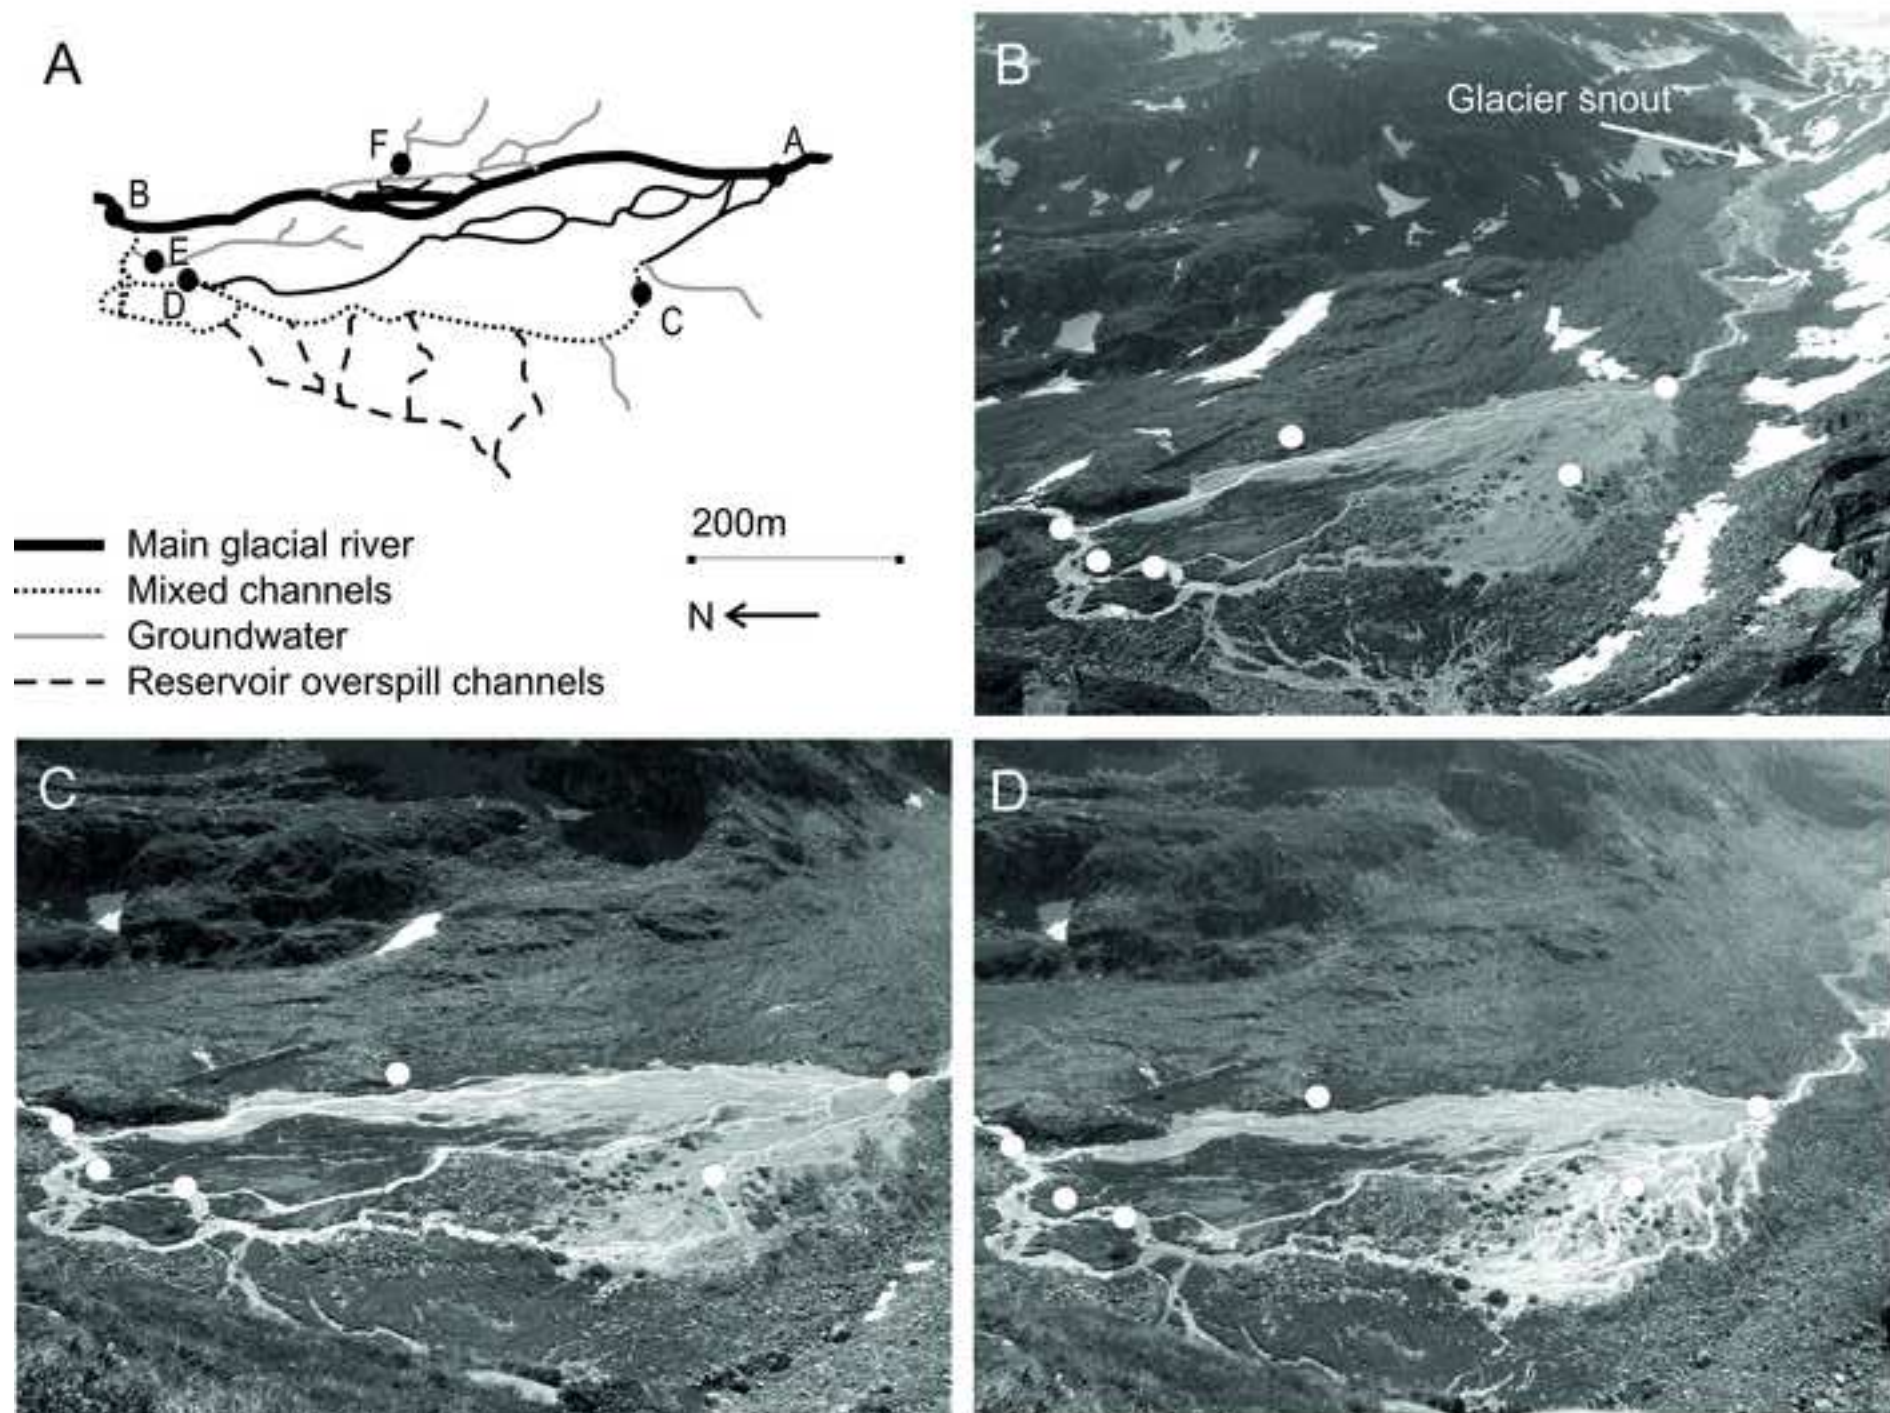 A
F
A
B
E
D
C
Main glacial river
Mixed channels
Groundwater
Reservoir overspill channels
200m
N
B
Glacier snout
C
D